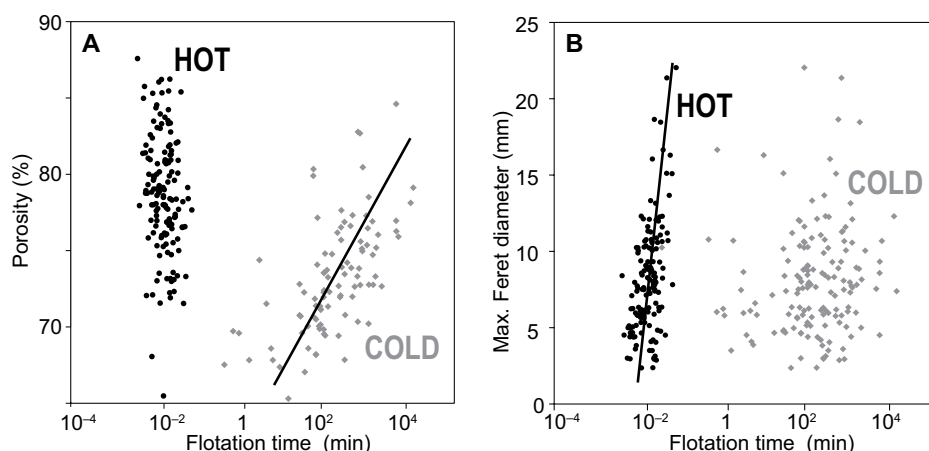 A
HOT
COLD
Porosity (%)
90
80
70
10⁻⁴
10⁻²
1
10²
10⁴
Flotation time (min)
B
HOT
COLD
Max. Feret diameter (mm)
25
20
15
10
5
0
10⁻⁴
10⁻²
1
10²
10⁴
Flotation time (min)